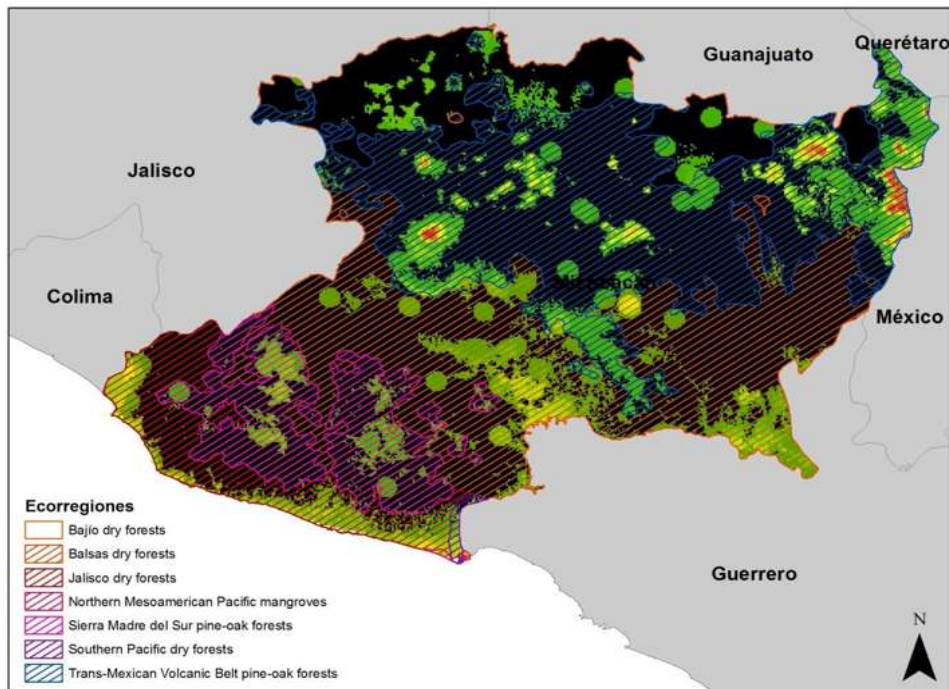 Guanajuato
Querétaro
Jalisco
Colima
México
Guerrero
Ecorregiones
Bajío dry forests
Balsas dry forests
Jalisco dry forests
Northern Mesoamerican Pacific mangroves
Sierra Madre del Sur pine-oak forests
Southern Pacific dry forests
Trans-Mexican Volcanic Belt pine-oak forests
N